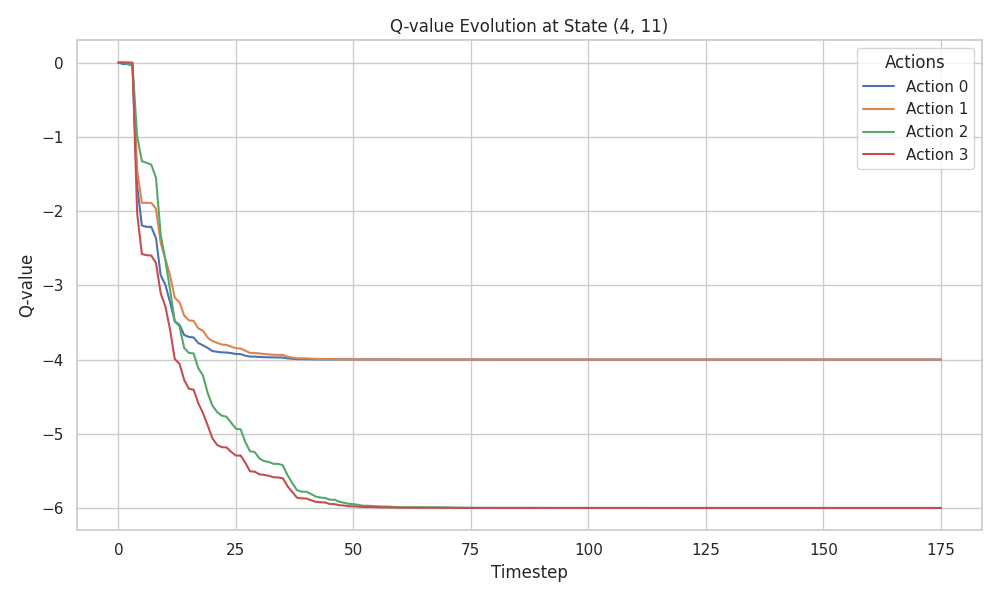 Q-value Evolution at State (4, 11)
Actions
Action 0
Action 1
Action 2
Action 3
Q-value
0
−1
−2
−3
−4
−5
−6
0 25 50 75 100 125 150 175
Timestep